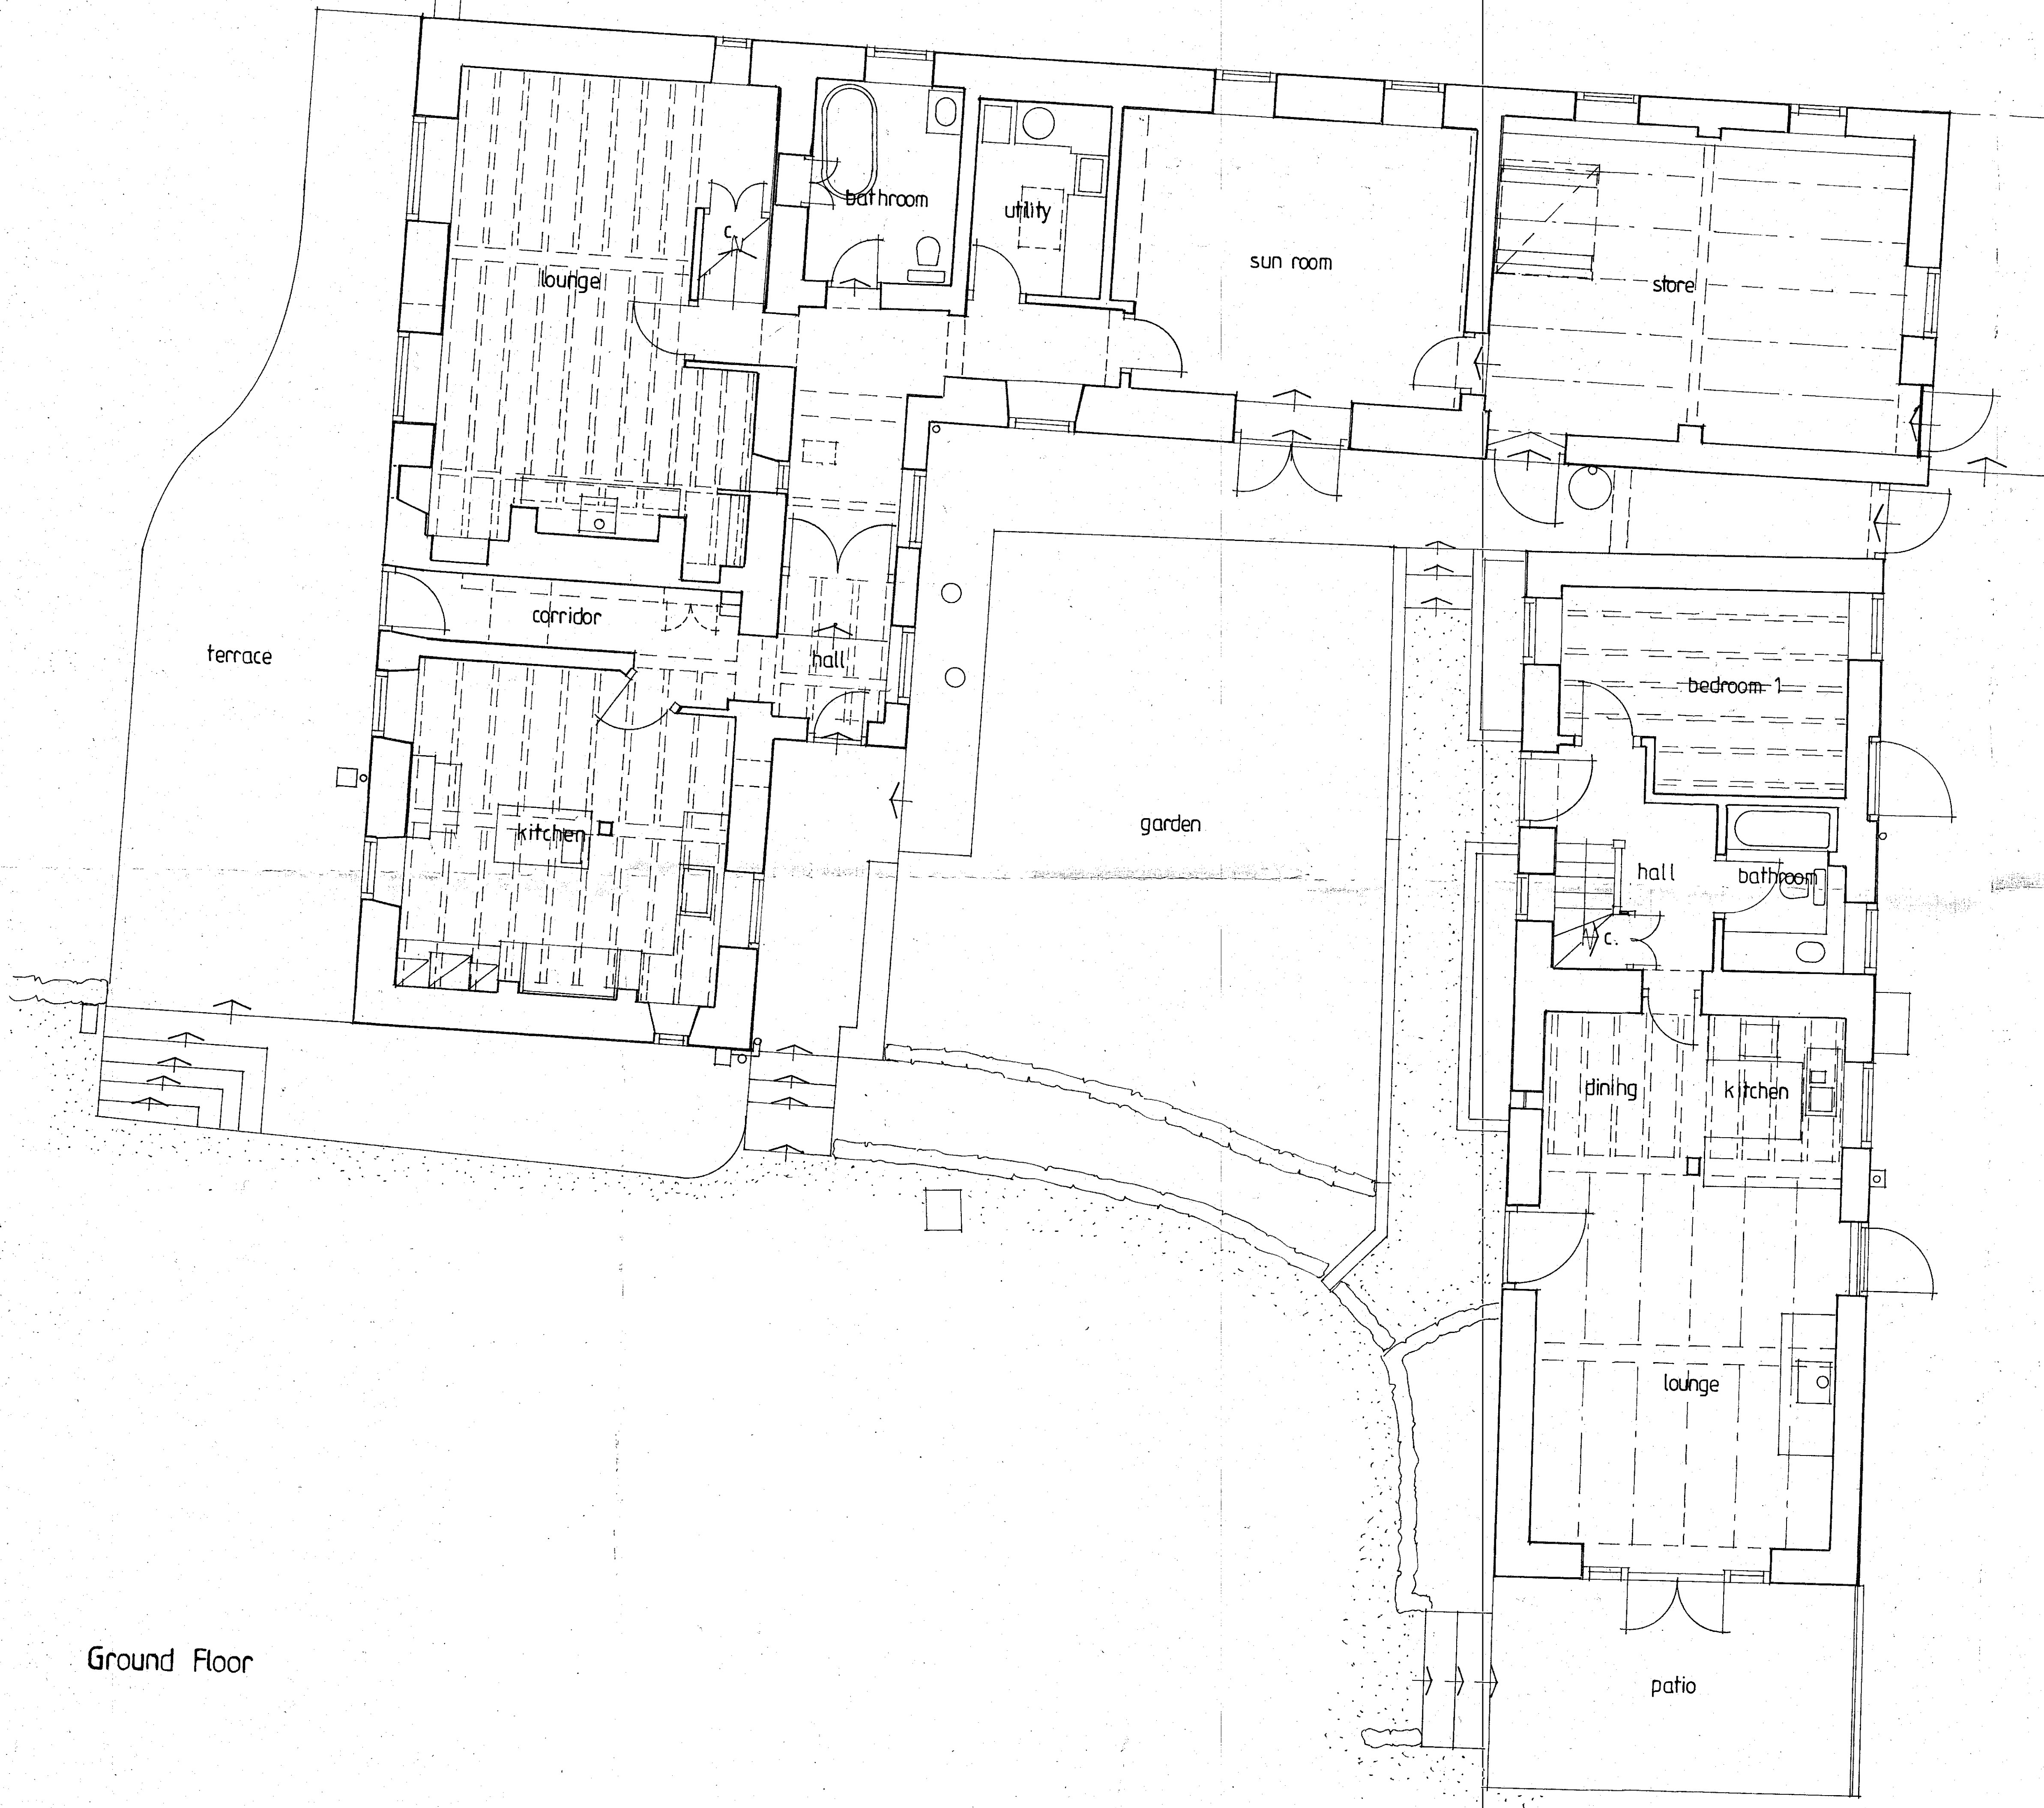 bathroom
utility
c.
sun room
lounge
store
corridor
terrace
hall
bedroom 1
kitchen
garden
hall
bathroom
c.
dining
kitchen
lounge
Ground Floor
patio